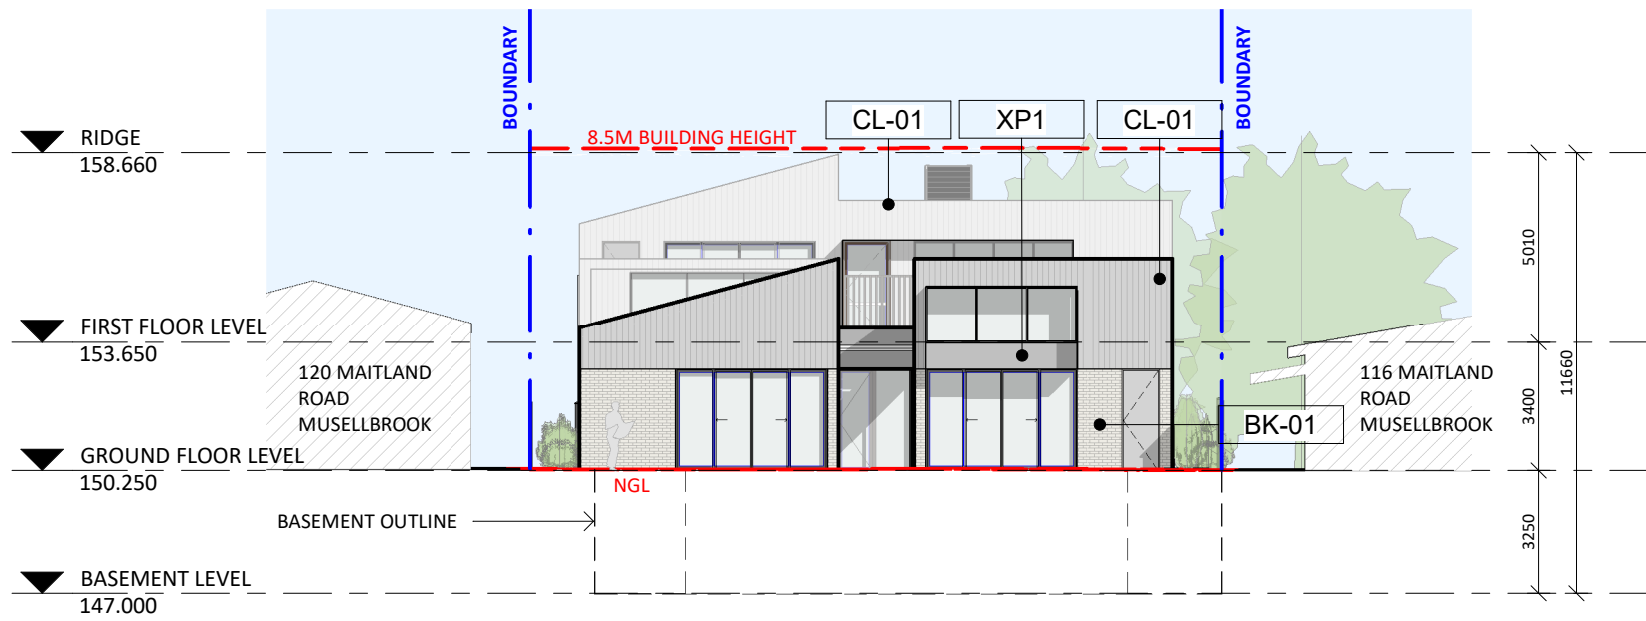 BOUNDARY
BOUNDARY
CL-01
XP1
CL-01
RIDGE
158.660
8.5M BUILDING HEIGHT
5010
FIRST FLOOR LEVEL
153.650
120 MAITLAND
ROAD
MUSELLBROOK
116 MAITLAND
ROAD
MUSELLBROOK
3400
11660
BK-01
GROUND FLOOR LEVEL
150.250
NGL
BASEMENT OUTLINE
3250
BASEMENT LEVEL
147.000